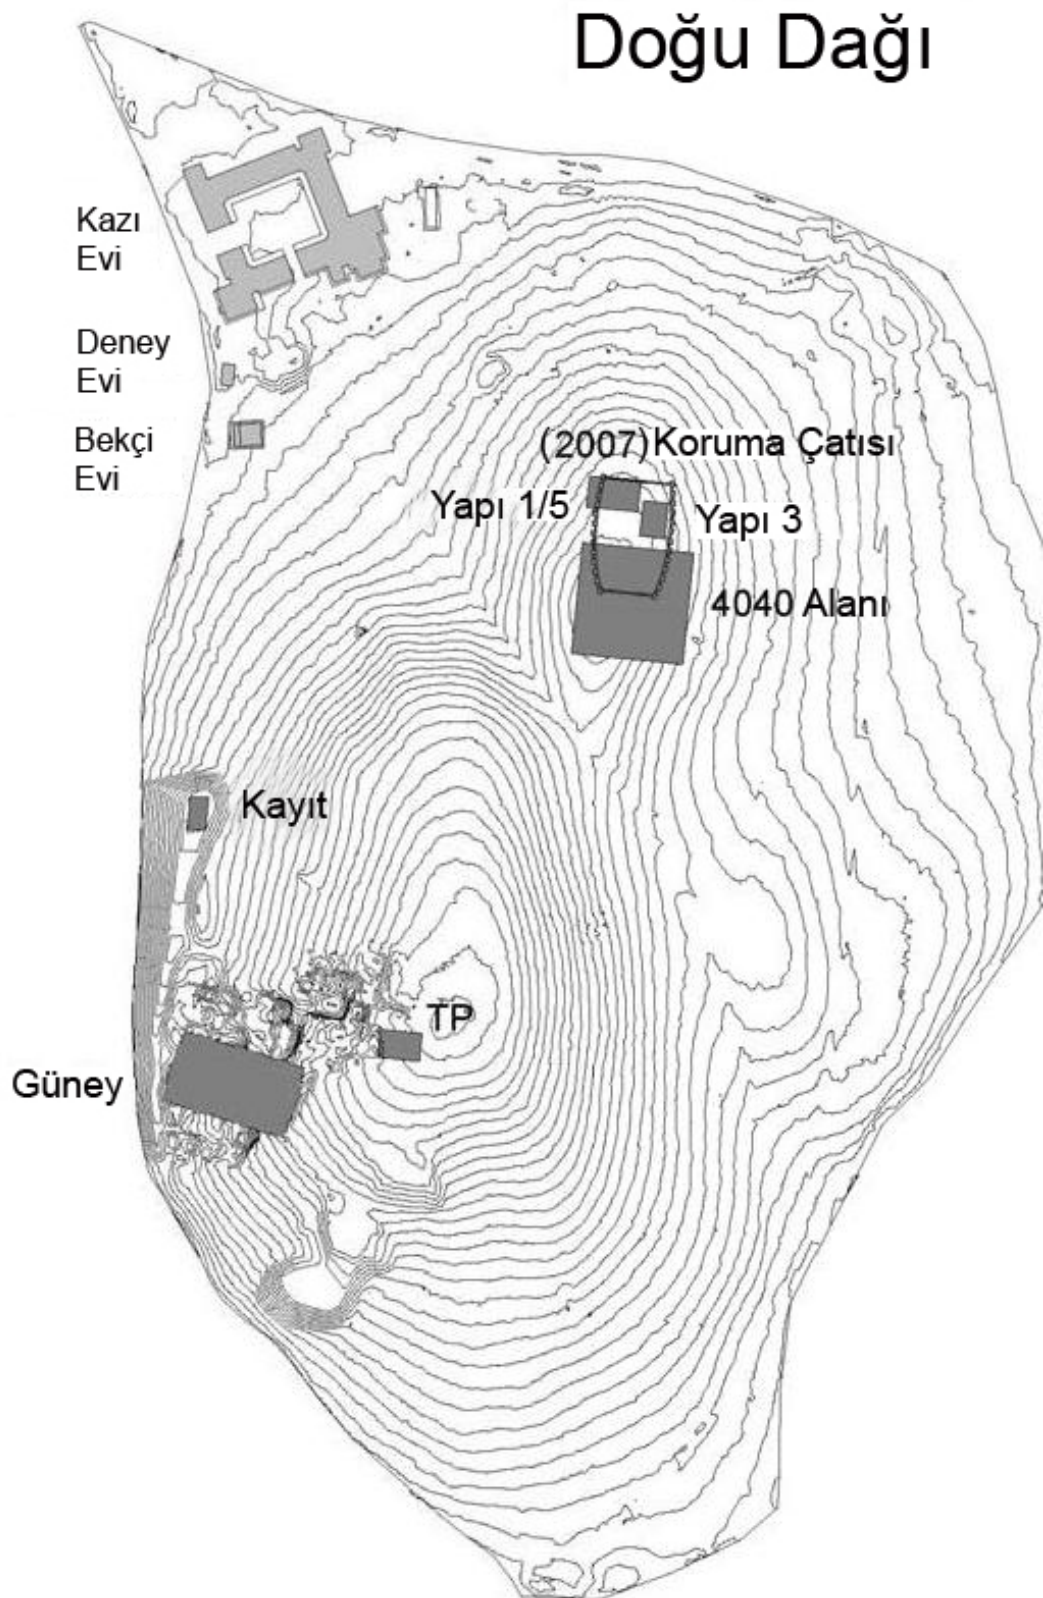 Doğu Dağı
Kazı
Evi
Deney
Evi
Bekçi
Evi
(2007) Koruma Çatısı
Yapı 1/5
Yapı 3
4040 Alanı
Kayıt
TP
Güney